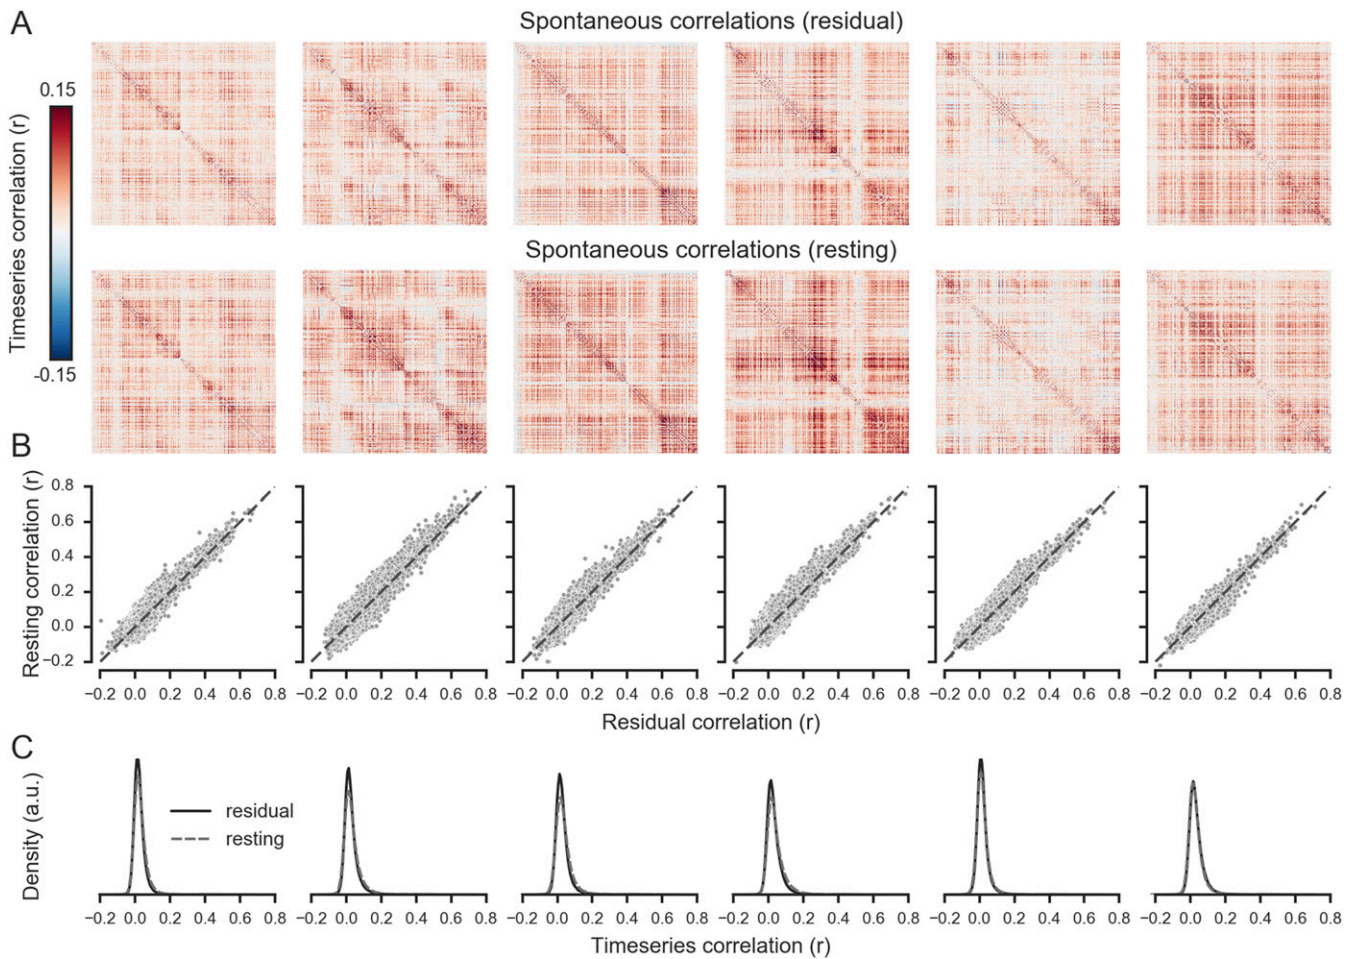 A
Spontaneous correlations (residual)
0.15
Timeseries correlation (r)
-0.15
Spontaneous correlations (resting)
B
Resting correlation (r)
0.8
0.6
0.4
0.2
0.0
−0.2
−0.2 0.0 0.2 0.4 0.6 0.8 −0.2 0.0 0.2 0.4 0.6 0.8 −0.2 0.0 0.2 0.4 0.6 0.8 −0.2 0.0 0.2 0.4 0.6 0.8 −0.2 0.0 0.2 0.4 0.6 0.8 −0.2 0.0 0.2 0.4 0.6 0.8
Residual correlation (r)
C
Density (a.u.)
residual
resting
−0.2 0.0 0.2 0.4 0.6 0.8 −0.2 0.0 0.2 0.4 0.6 0.8 −0.2 0.0 0.2 0.4 0.6 0.8 −0.2 0.0 0.2 0.4 0.6 0.8 −0.2 0.0 0.2 0.4 0.6 0.8 −0.2 0.0 0.2 0.4 0.6 0.8
Timeseries correlation (r)